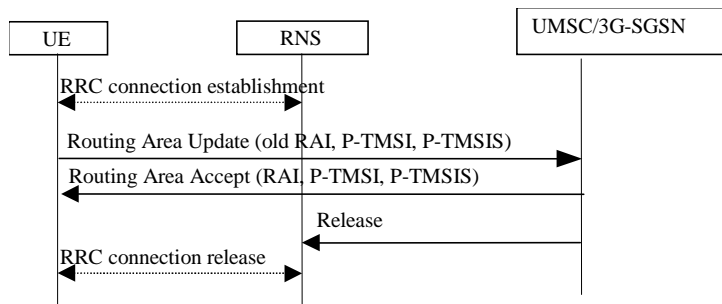 UE
RNS
UMSC/3G-SGSN
RRC connection establishment
Routing Area Update (old RAI, P-TMSI, P-TMSIS)
Routing Area Accept (RAI, P-TMSI, P-TMSIS)
Release
RRC connection release